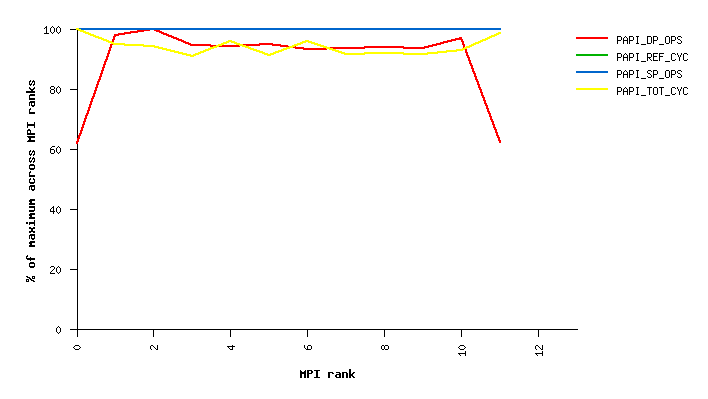 100
80
60
40
20
0
% of maximum across MPI ranks
0
2
4
6
8
10
12
MPI rank
PAPI_DP_OPS
PAPI_REF_CYC
PAPI_SP_OPS
PAPI_TOT_CYC